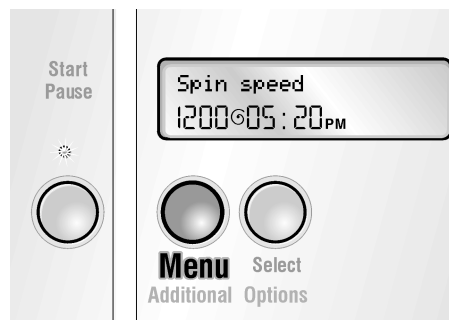 Start
Pause
Spin speed
1200 05:20PM
Menu Select
Additional Options